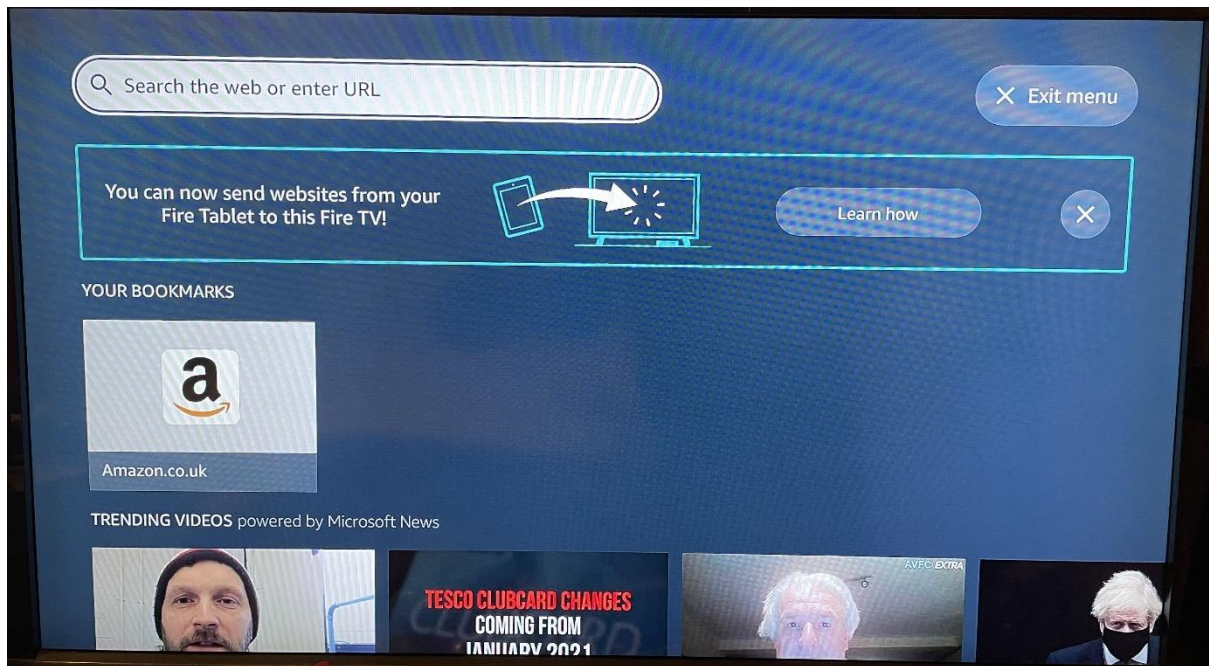 Search the web or enter URL
Exit menu
You can now send websites from your
Fire Tablet to this Fire TV!
Learn how
YOUR BOOKMARKS
a
Amazon.co.uk
TRENDING VIDEOS powered by Microsoft News
TESCO CLUBCARD CHANGES
COMING FROM
JANUARY 2021
AVFC EXTRA